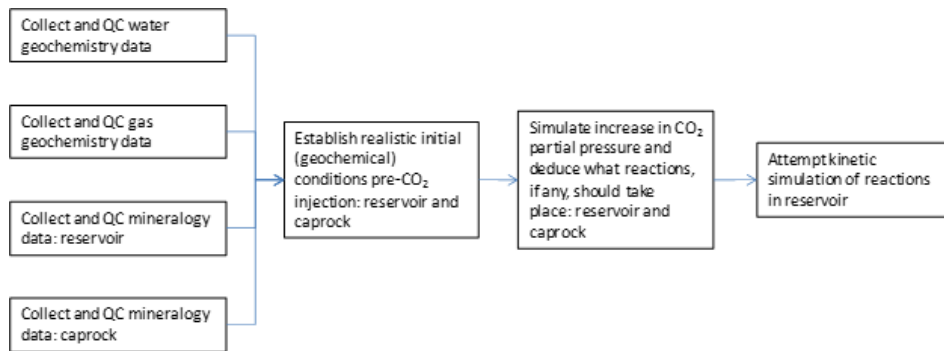 Collect and QC water
geochemistry data
Collect and QC gas
geochemistry data
Collect and QC mineralogy
data: reservoir
Collect and QC mineralogy
data: caprock
Establish realistic initial
(geochemical)
conditions pre-CO₂
injection: reservoir and
caprock
Simulate increase in CO₂
partial pressure and
deduce what reactions,
if any, should take
place: reservoir and
caprock
Attempt kinetic
simulation of reactions
in reservoir